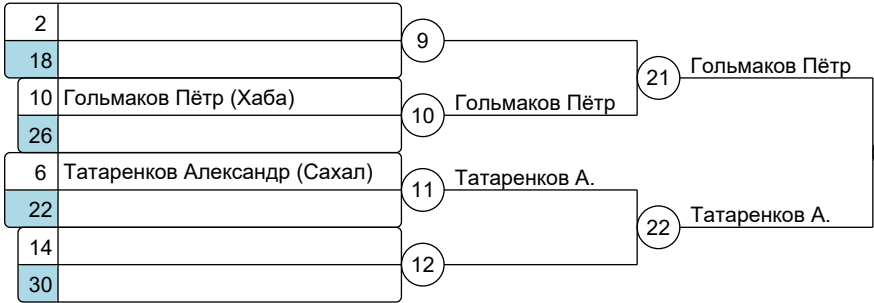 2
9
18
21 Гольмаков Пётр
10 Гольмаков Пётр (Хаба)
10 Гольмаков Пётр
26
6 Татаренков Александр (Сахал)
11 Татаренков А.
22
22 Татаренков А.
14
12
30